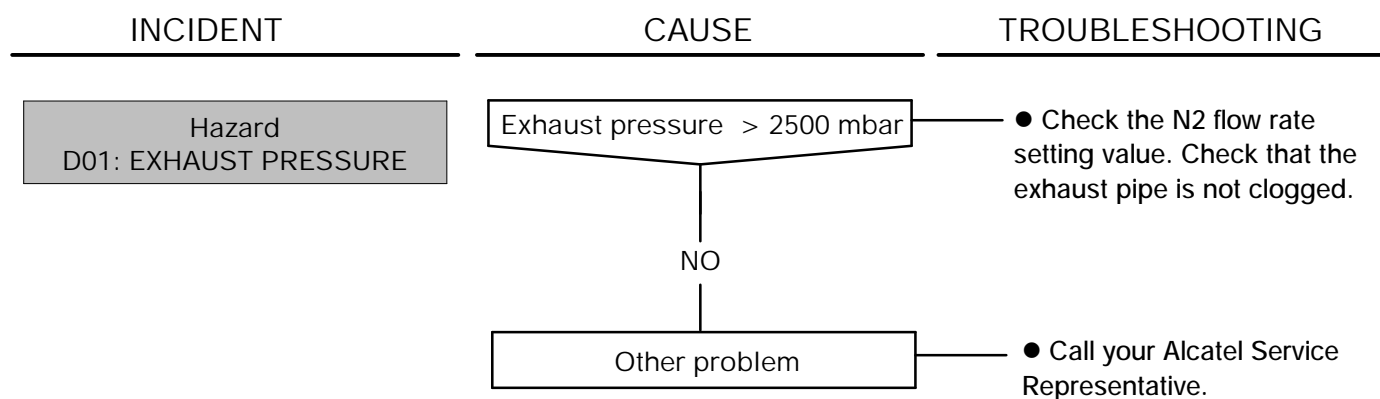 INCIDENT
CAUSE
TROUBLESHOOTING
Hazard
D01: EXHAUST PRESSURE
Exhaust pressure > 2500 mbar
● Check the N2 flow rate
setting value. Check that the
exhaust pipe is not clogged.
NO
Other problem
● Call your Alcatel Service
Representative.